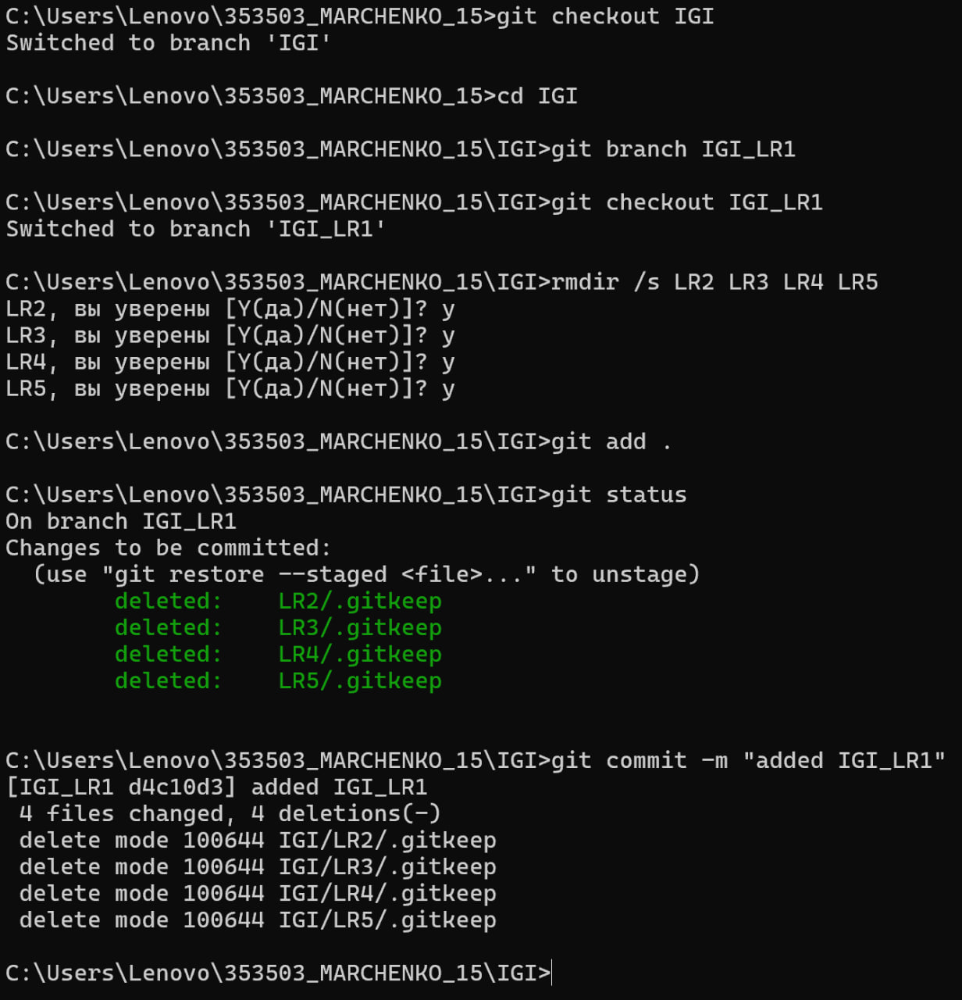 C:\Users\Lenovo\353503_MARCHENKO_15>git checkout IGI
Switched to branch 'IGI'
C:\Users\Lenovo\353503_MARCHENKO_15>cd IGI
C:\Users\Lenovo\353503_MARCHENKO_15\IGI>git branch IGI_LR1
C:\Users\Lenovo\353503_MARCHENKO_15\IGI>git checkout IGI_LR1
Switched to branch 'IGI_LR1'
C:\Users\Lenovo\353503_MARCHENKO_15\IGI>rmdir /s LR2 LR3 LR4 LR5
LR2, вы уверены [Y(да)/N(нет)]? y
LR3, вы уверены [Y(да)/N(нет)]? y
LR4, вы уверены [Y(да)/N(нет)]? y
LR5, вы уверены [Y(да)/N(нет)]? y
C:\Users\Lenovo\353503_MARCHENKO_15\IGI>git add .
C:\Users\Lenovo\353503_MARCHENKO_15\IGI>git status
On branch IGI_LR1
Changes to be committed:
  (use "git restore --staged <file>..." to unstage)
        deleted:    LR2/.gitkeep
        deleted:    LR3/.gitkeep
        deleted:    LR4/.gitkeep
        deleted:    LR5/.gitkeep
C:\Users\Lenovo\353503_MARCHENKO_15\IGI>git commit -m "added IGI_LR1"
[IGI_LR1 d4c10d3] added IGI_LR1
 4 files changed, 4 deletions(-)
 delete mode 100644 IGI/LR2/.gitkeep
 delete mode 100644 IGI/LR3/.gitkeep
 delete mode 100644 IGI/LR4/.gitkeep
 delete mode 100644 IGI/LR5/.gitkeep
C:\Users\Lenovo\353503_MARCHENKO_15\IGI>